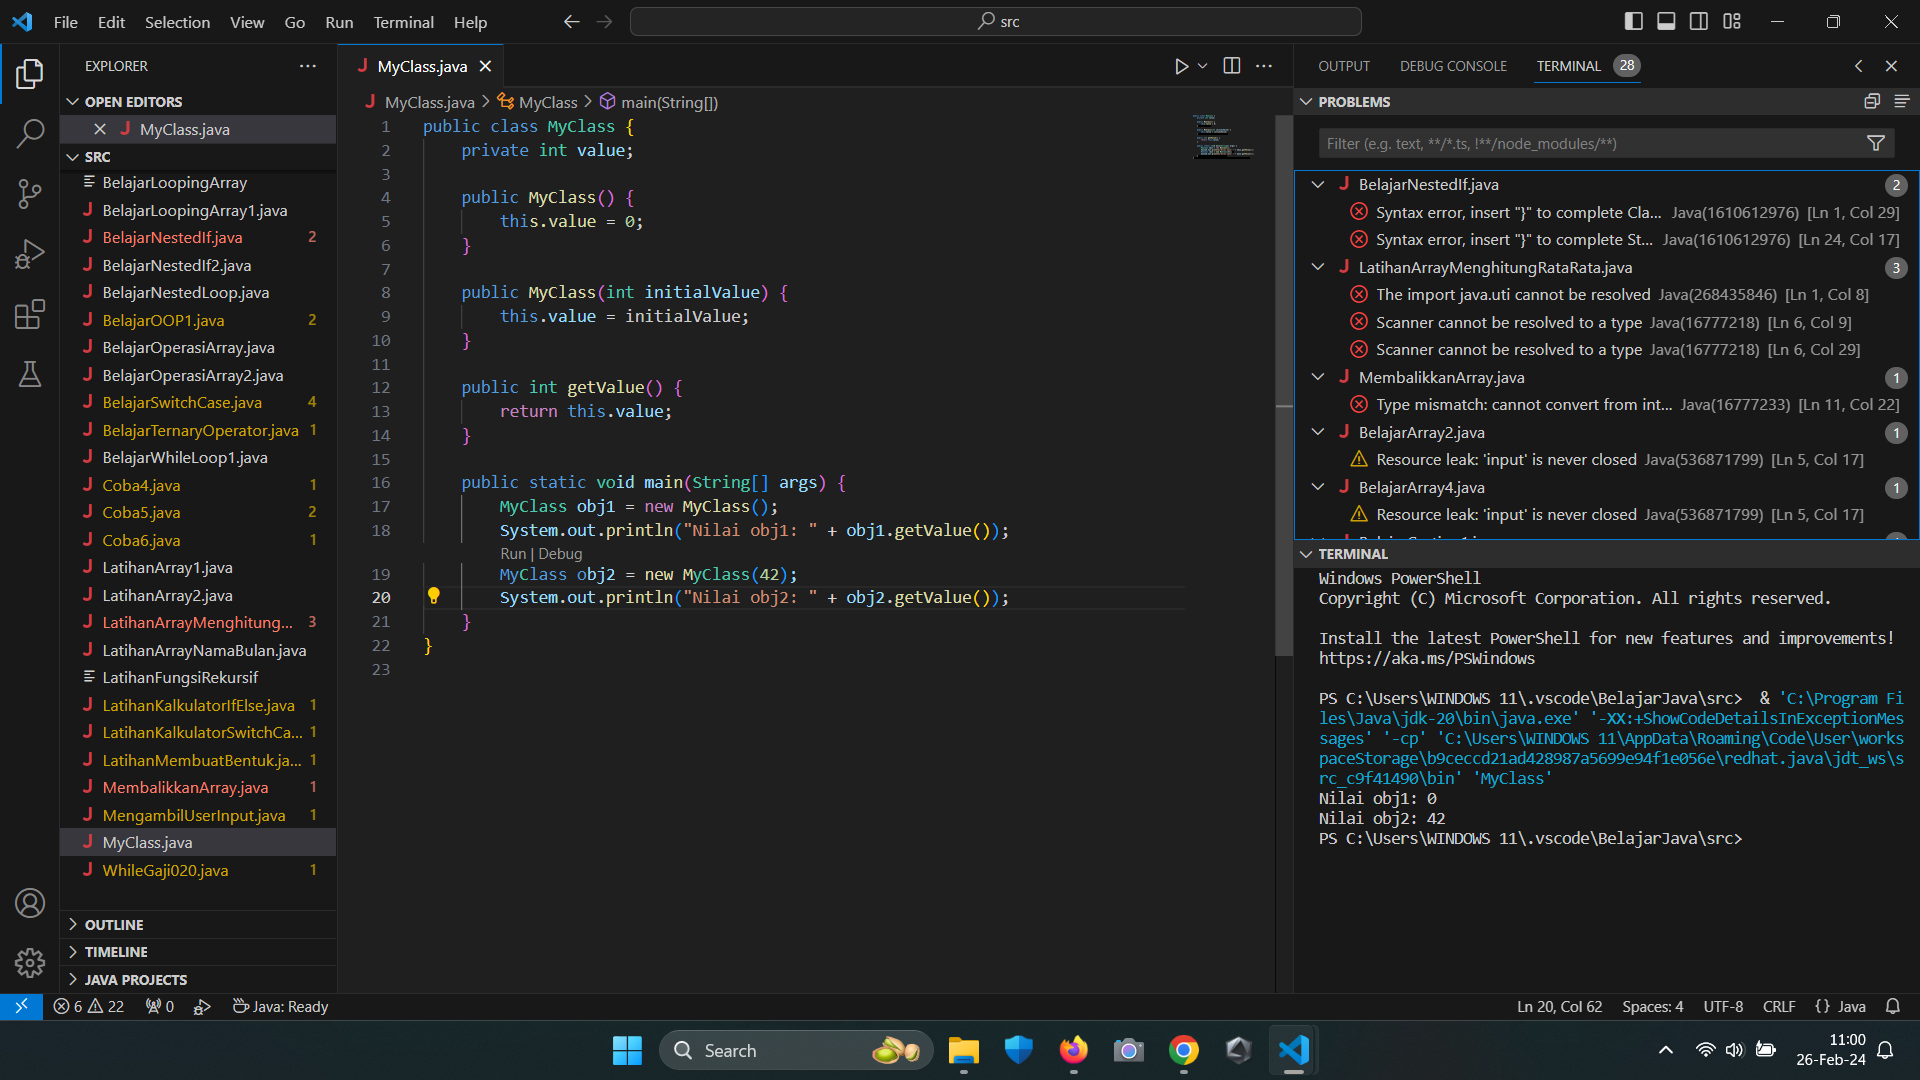 File Edit Selection View Go Run Terminal Help
src
EXPLORER
OPEN EDITORS
MyClass.java
SRC
BelajarLoopingArray
BelajarLoopingArray1.java
BelajarNestedIf.java 2
BelajarNestedIf2.java
BelajarNestedLoop.java
BelajarOOP1.java 2
BelajarOperasiArray.java
BelajarOperasiArray2.java
BelajarSwitchCase.java 4
BelajarTernaryOperator.java 1
BelajarWhileLoop1.java
Coba4.java 1
Coba5.java 2
Coba6.java 1
LatihanArray1.java
LatihanArray2.java
LatihanArrayMenghitung... 3
LatihanArrayNamaBulan.java
LatihanFungsiRekursif
LatihanKalkulatorIfElse.java 1
LatihanKalkulatorSwitchCa... 1
LatihanMembuatBentuk.ja... 1
MembalikkanArray.java 1
MengambilUserInput.java 1
MyClass.java
WhileGaji020.java 1
OUTLINE
TIMELINE
JAVA PROJECTS
MyClass.java
MyClass.java > MyClass > main(String[])
1 public class MyClass {
2 private int value;
3
4 public MyClass() {
5 this.value = 0;
6 }
7
8 public MyClass(int initialValue) {
9 this.value = initialValue;
10 }
11
12 public int getValue() {
13 return this.value;
14 }
15
16 public static void main(String[] args) {
17 MyClass obj1 = new MyClass();
18 System.out.println("Nilai obj1: " + obj1.getValue());
Run | Debug
19 MyClass obj2 = new MyClass(42);
20 System.out.println("Nilai obj2: " + obj2.getValue());
21 }
22 }
23
OUTPUT DEBUG CONSOLE TERMINAL 28
PROBLEMS
Filter (e.g. text, **/*.ts, !**/node_modules/**)
BelajarNestedIf.java 2
Syntax error, insert "}" to complete Cla... Java(1610612976) [Ln 1, Col 29]
Syntax error, insert "}" to complete St... Java(1610612976) [Ln 24, Col 17]
LatihanArrayMenghitungRataRata.java 3
The import java.uti cannot be resolved Java(268435846) [Ln 1, Col 8]
Scanner cannot be resolved to a type Java(16777218) [Ln 6, Col 9]
Scanner cannot be resolved to a type Java(16777218) [Ln 6, Col 29]
MembalikkanArray.java 1
Type mismatch: cannot convert from int... Java(16777233) [Ln 11, Col 22]
BelajarArray2.java 1
Resource leak: 'input' is never closed Java(536871799) [Ln 5, Col 17]
BelajarArray4.java 1
Resource leak: 'input' is never closed Java(536871799) [Ln 5, Col 17]
TERMINAL
Windows PowerShell
Copyright (C) Microsoft Corporation. All rights reserved.
Install the latest PowerShell for new features and improvements!
https://aka.ms/PSWindows
PS C:\Users\WINDOWS 11\.vscode\BelajarJava\src> & 'C:\Program Fi
les\Java\jdk-20\bin\java.exe' '-XX:+ShowCodeDetailsInExceptionMes
sages' '-cp' 'C:\Users\WINDOWS 11\AppData\Roaming\Code\User\works
paceStorage\b9ceccd21ad428987a5699e94f1e056e\redhat.java\jdt_ws\s
rc_c9f41490\bin' 'MyClass'
Nilai obj1: 0
Nilai obj2: 42
PS C:\Users\WINDOWS 11\.vscode\BelajarJava\src>
6 22 0 Java: Ready
Ln 20, Col 62 Spaces: 4 UTF-8 CRLF {} Java
Search
11:00
26-Feb-24